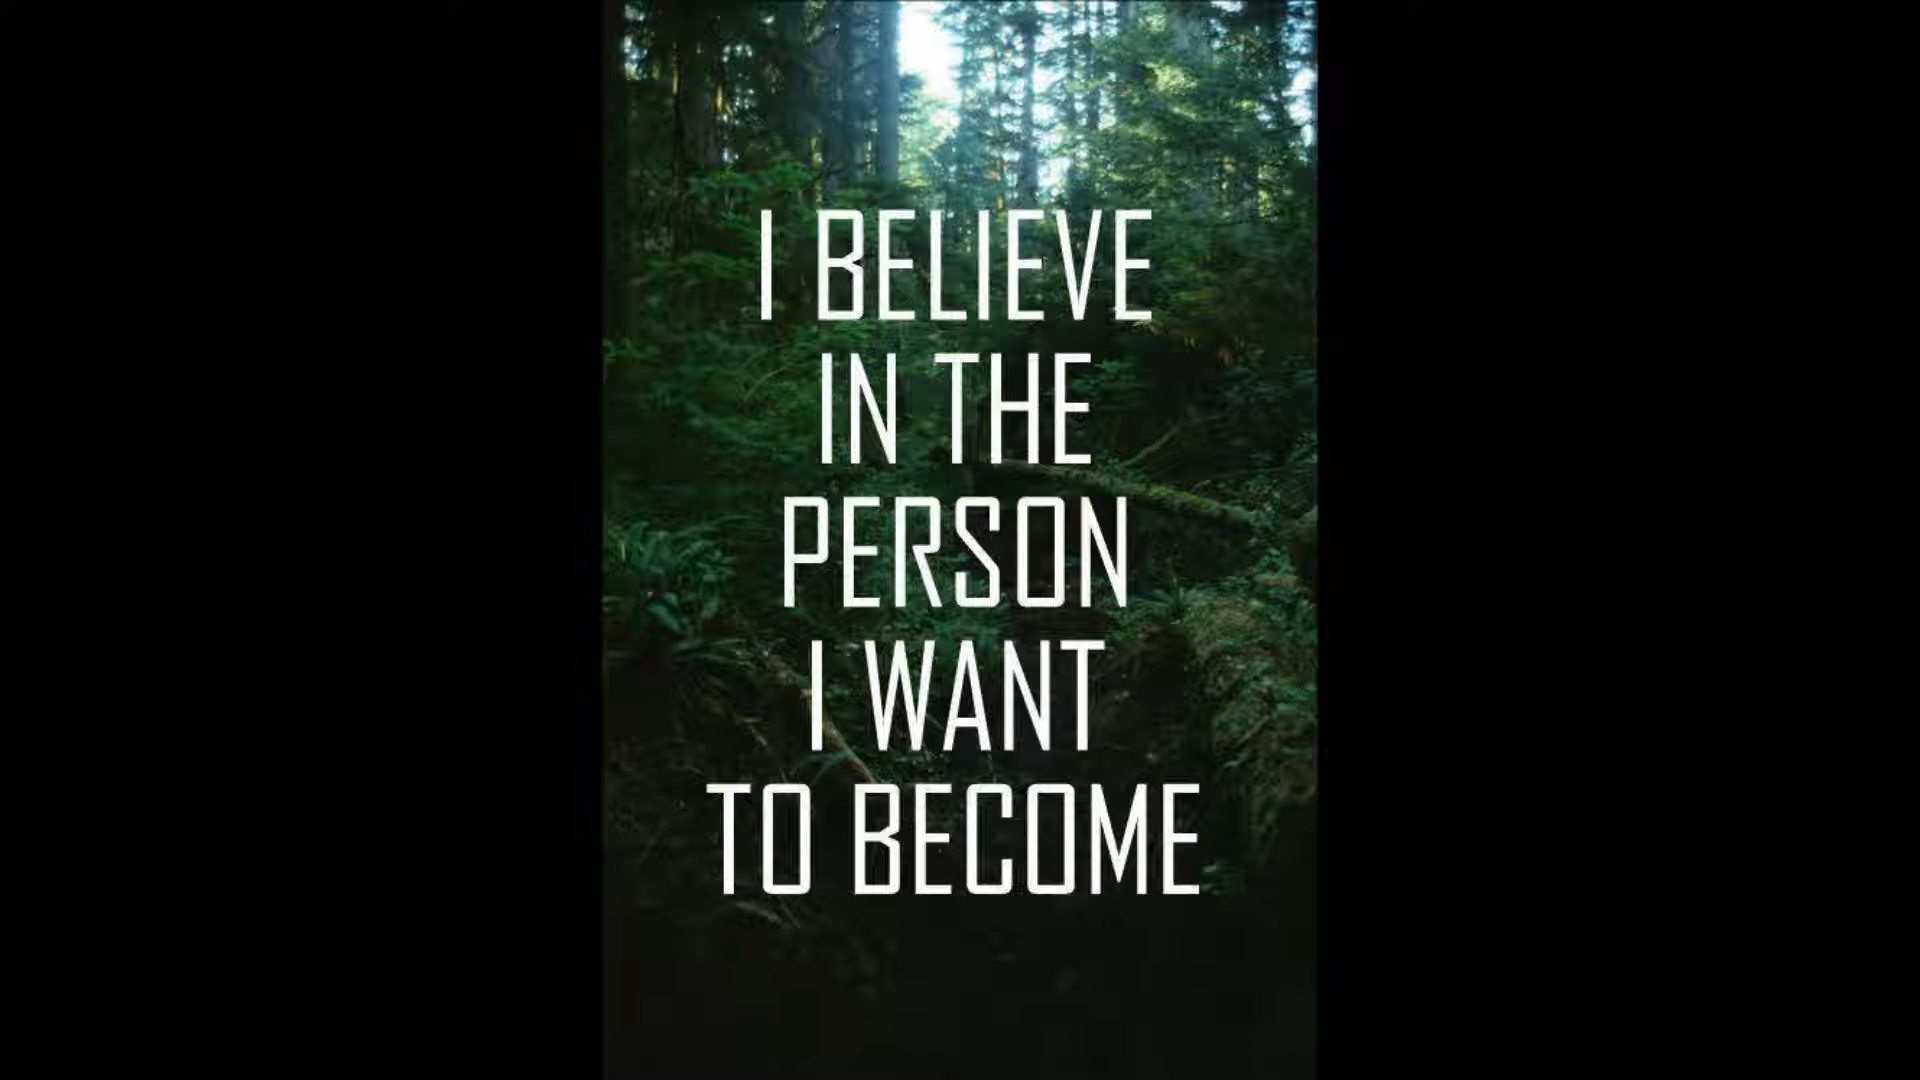 I BELIEVE
IN THE
PERSON
I WANT
TO BECOME